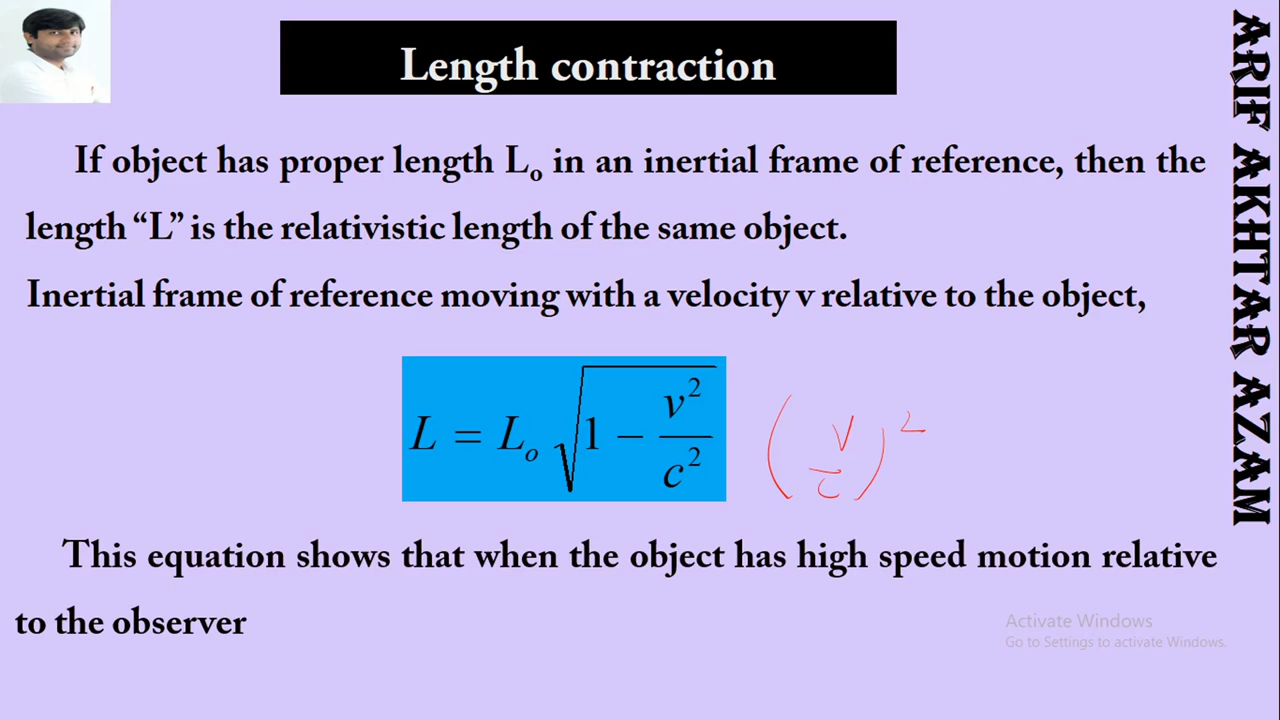 Length contraction
If object has proper length Lo in an inertial frame of reference, then the
length “L” is the relativistic length of the same object.
Inertial frame of reference moving with a velocity v relative to the object,
L = Lo √(1 − v²/c²) (v/c)²
This equation shows that when the object has high speed motion relative
to the observer
Activate Windows
Go to Settings to activate Windows.
ARIF AKHTAR AZAM